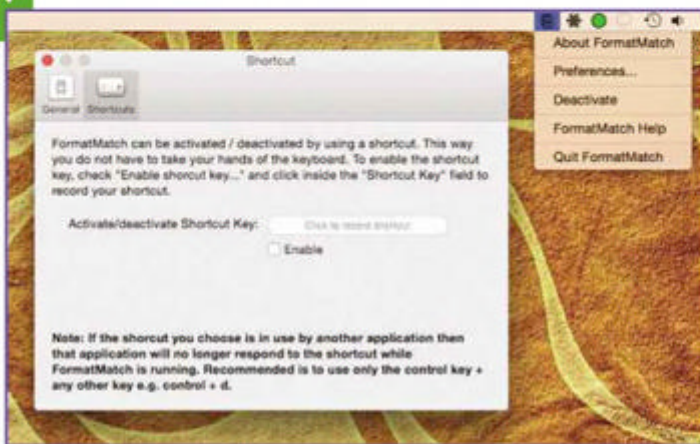 About FormatMatch
Preferences...
Deactivate
FormatMatch Help
Quit FormatMatch
Shortcut
General Shortcuts
FormatMatch can be activated / deactivated by using a shortcut. This way
you do not have to take your hands of the keyboard. To enable the shortcut
key, check "Enable shorcut key..." and click inside the "Shortcut Key" field to
record your shortcut.
Activate/deactivate Shortcut Key: Click to record shortcut
Enable
Note: If the shorcut you choose is in use by another application then
that application will no longer respond to the shortcut while
FormatMatch is running. Recommended is to use only the control key +
any other key e.g. control + d.